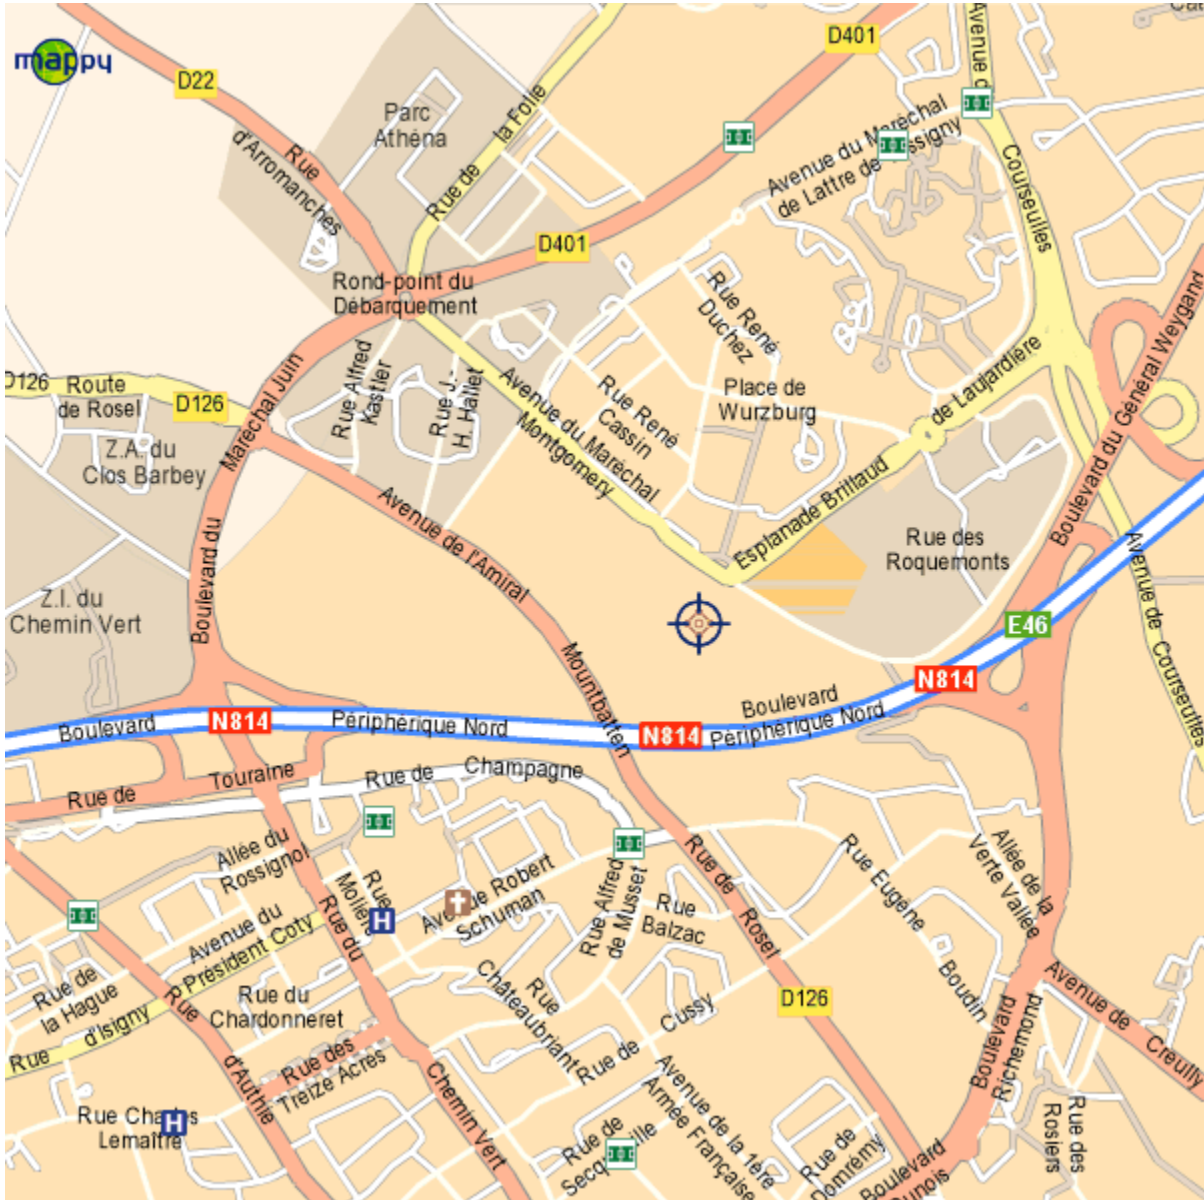 mappy
D22
D401
Avenue d
Parc
Athéna
Rue de
la Folie
Rue
d'Arromanches
Avenue du Maréchal
de Lattre de
ssigny
Courseulles
D401
Rond-point du
Débarquement
Rue René
Duchez
Boulevard du Général Weygand
D126
Route
de Rosel
D126
Maréchal Juin
Boulevard du
Rue Alfred
Kastler
Rue J.-
H. Hallet
Avenue du Maréchal
Montgomery
Rue René
Cassin
Place de
Wurzburg
de Laujardière
Esplanade Brillaud
Z.A. du
Clos Barbey
Avenue de l'Amiral
Mountbatten
Rue des
Roquemonts
Avenue de
Courseulles
Z.I. du
Chemin Vert
E46
N814
Boulevard
N814
Périphérique Nord
N814
Boulevard
Périphérique Nord
Rue de
Touraine
Rue de
Champagne
Allée du
Rossignol
Rue
Molière
Avenue Robert
Schuman
Rue Alfred
de Musset
Rue
Balzac
Rue de
Rosel
Rue Eugène
Boudin
Allée de la
Verte Vallée
H
Rue du
Chemin Vert
Avenue du
Président Coty
Rue de
la Hague
Rue
d'Isigny
Rue
d'Authie
Rue du
Chardonneret
Rue
Châteaubriant
Rue de
Cussy
D126
Avenue de
Creully
Boulevard
Richemond
Rue des
Treize Acres
Rue Charles
Lemaître
H
Avenue de la 1ère
Armée Française
Rue de
Secqueville
Rue de
Domrémy
Boulevard
Dunois
Rue des
Rosiers